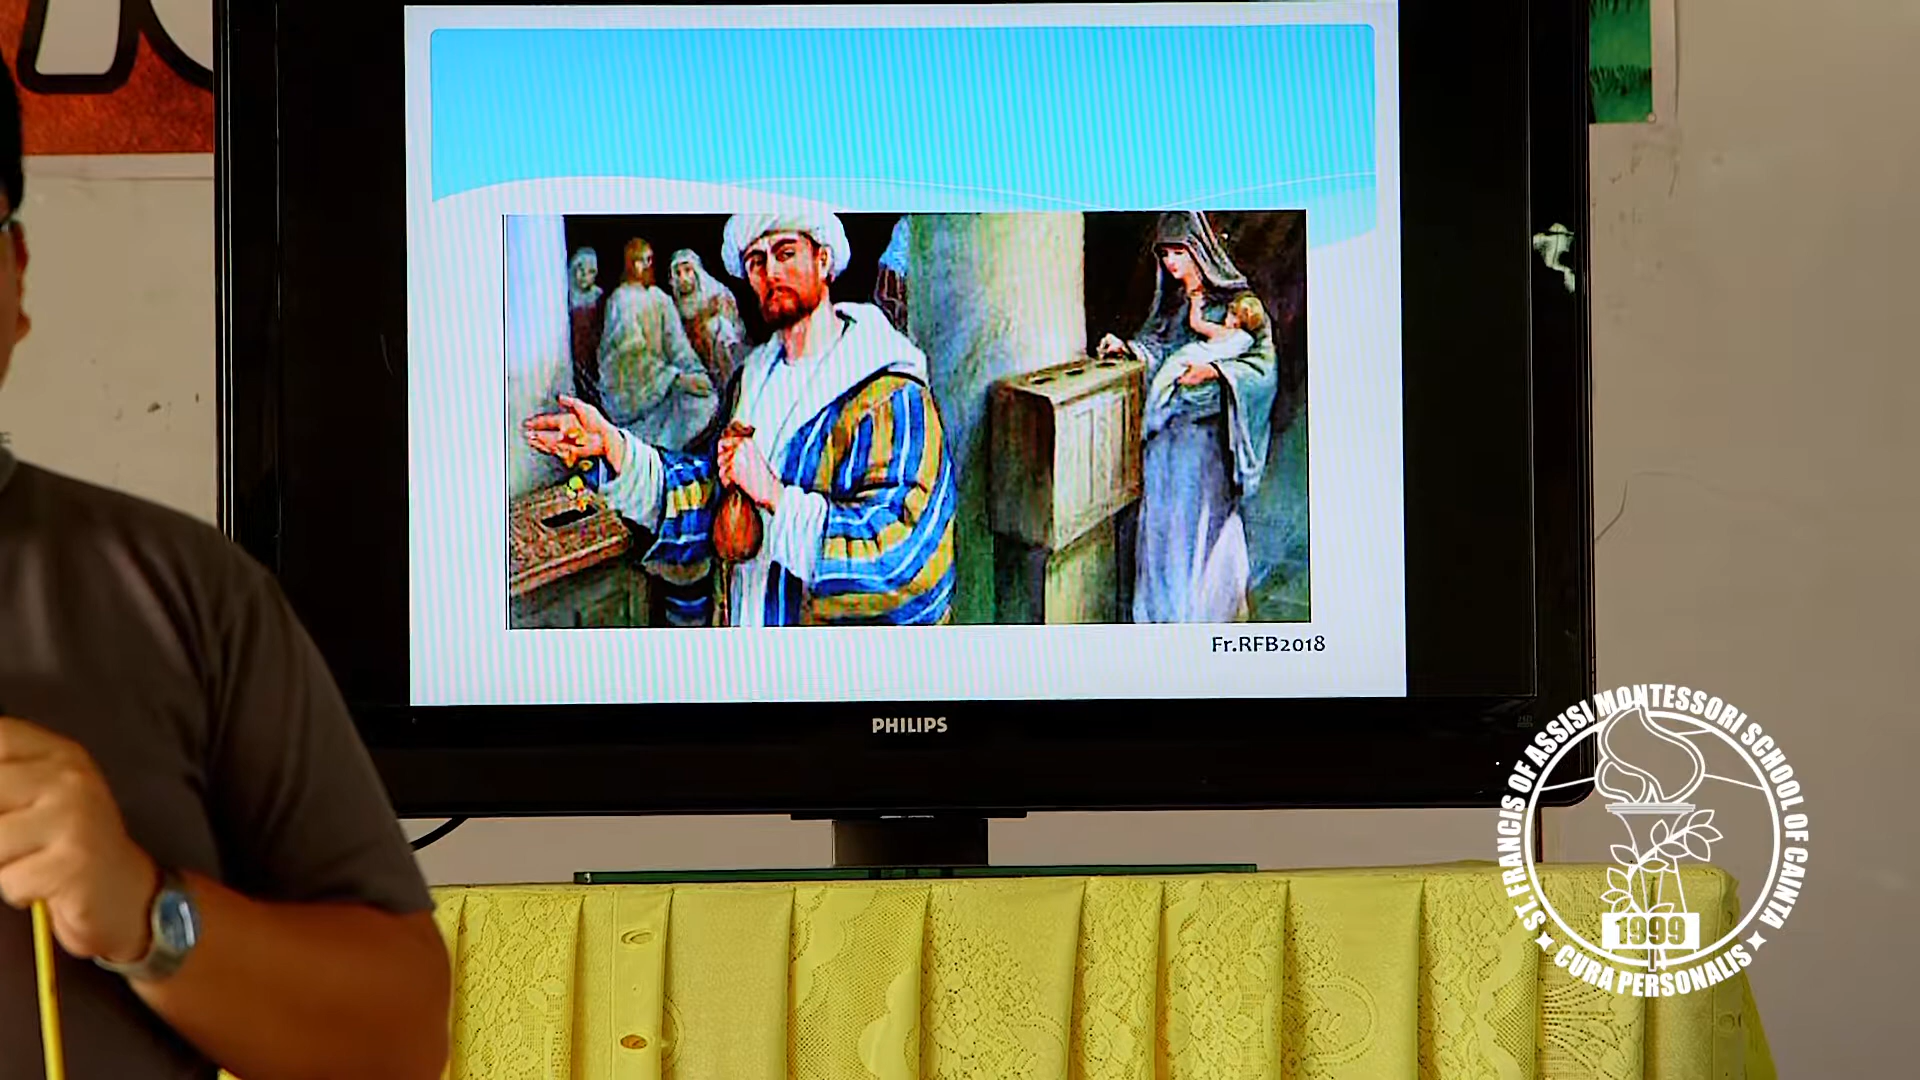 Fr.RFB2018
PHILIPS
ST. FRANCIS OF ASSISI MONTESSORI SCHOOL OF CAINTA
1999
CURA PERSONALIS